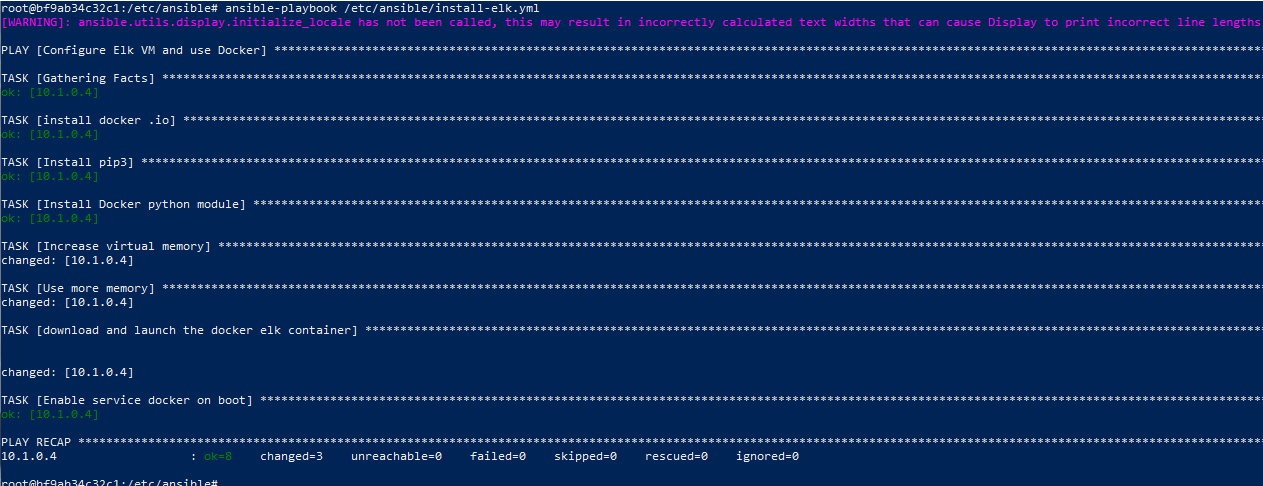 root@bf9ab34c32c1:/etc/ansible# ansible-playbook /etc/ansible/install-elk.yml
[WARNING]: ansible.utils.display.initialize_locale has not been called, this may result in incorrectly calculated text widths that can cause Display to print incorrect line lengths
PLAY [Configure Elk VM and use Docker] *********************************************************************************************************************************************
TASK [Gathering Facts] *************************************************************************************************************************************************************
ok: [10.1.0.4]
TASK [install docker .io] **********************************************************************************************************************************************************
ok: [10.1.0.4]
TASK [Install pip3] ****************************************************************************************************************************************************************
ok: [10.1.0.4]
TASK [Install Docker python module] ************************************************************************************************************************************************
ok: [10.1.0.4]
TASK [Increase virtual memory] *****************************************************************************************************************************************************
changed: [10.1.0.4]
TASK [Use more memory] *************************************************************************************************************************************************************
changed: [10.1.0.4]
TASK [download and launch the docker elk container] ********************************************************************************************************************************
changed: [10.1.0.4]
TASK [Enable service docker on boot] ***********************************************************************************************************************************************
ok: [10.1.0.4]
PLAY RECAP *************************************************************************************************************************************************************************
10.1.0.4                   : ok=8    changed=3    unreachable=0    failed=0    skipped=0    rescued=0    ignored=0
root@bf9ab34c32c1:/etc/ansible#